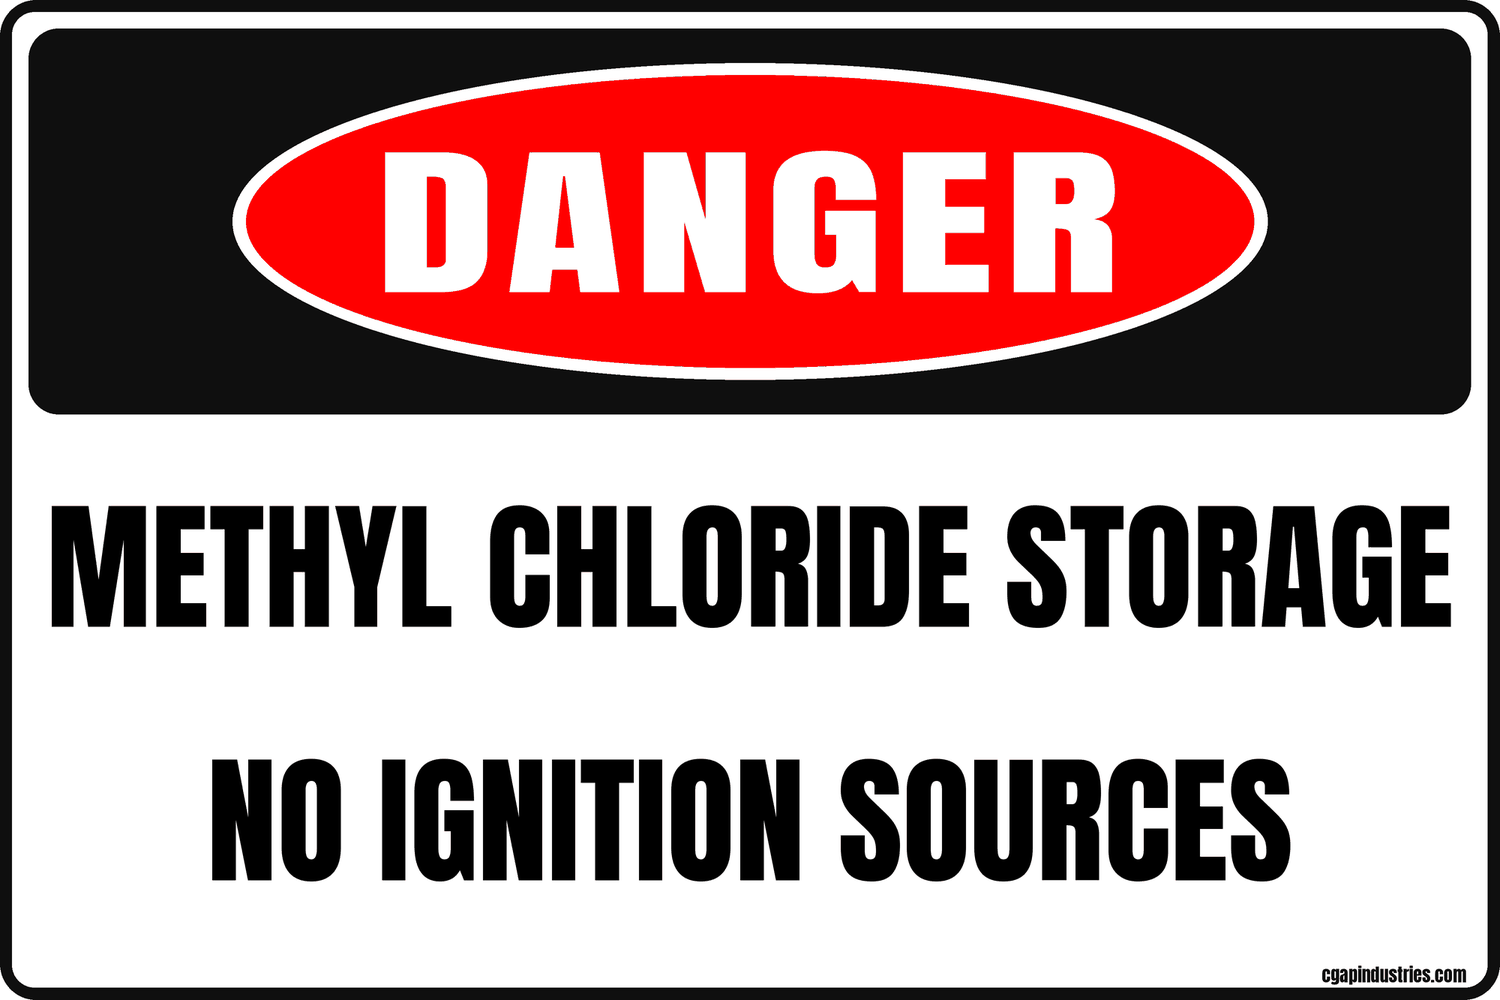 DANGER
METHYL CHLORIDE STORAGE
NO IGNITION SOURCES
cgapindustries.com